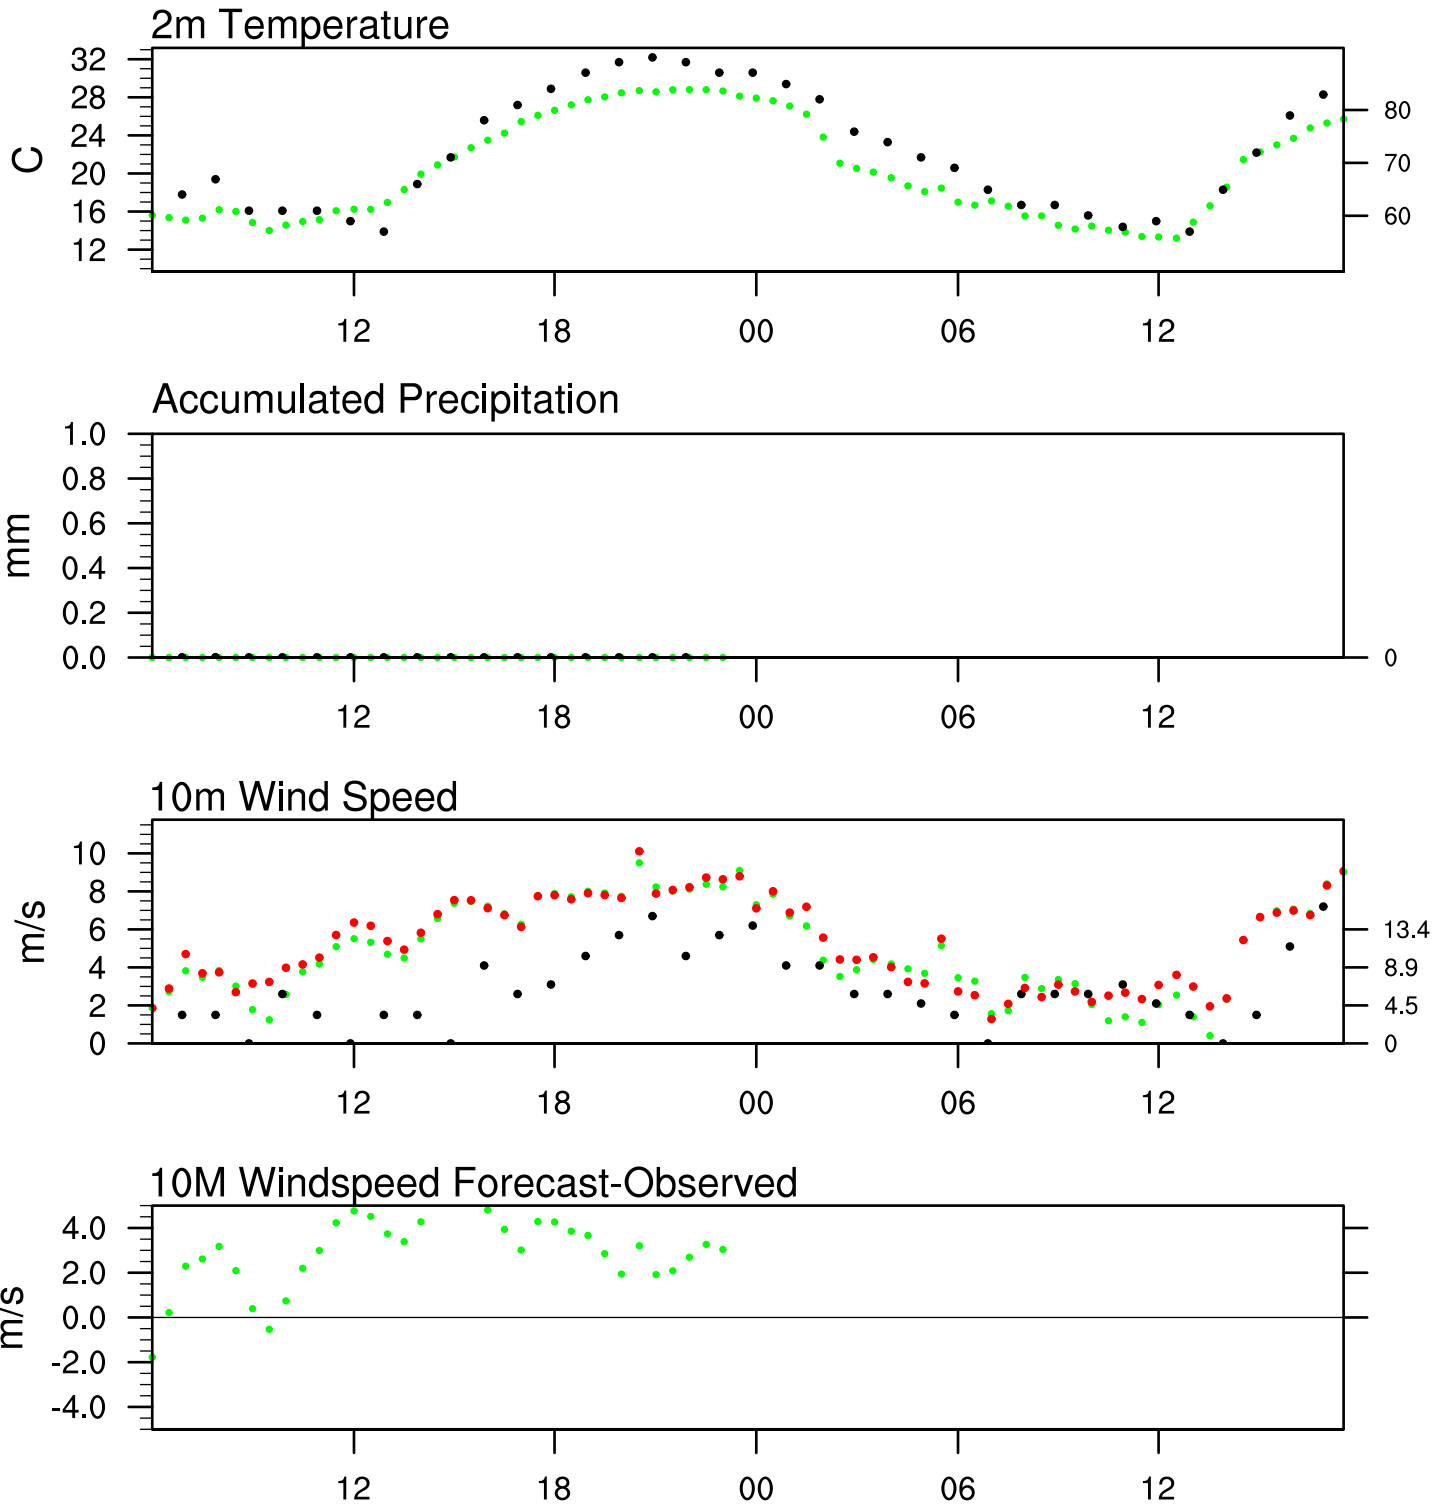 2m Temperature
32
28
24
20
16
12
C
80
70
60
12 18 00 06 12
Accumulated Precipitation
1.0
0.8
0.6
0.4
0.2
0.0
mm
0
12 18 00 06 12
10m Wind Speed
10
8
6
4
2
0
m/s
13.4
8.9
4.5
0
12 18 00 06 12
10M Windspeed Forecast-Observed
4.0
2.0
0.0
-2.0
-4.0
m/s
12 18 00 06 12